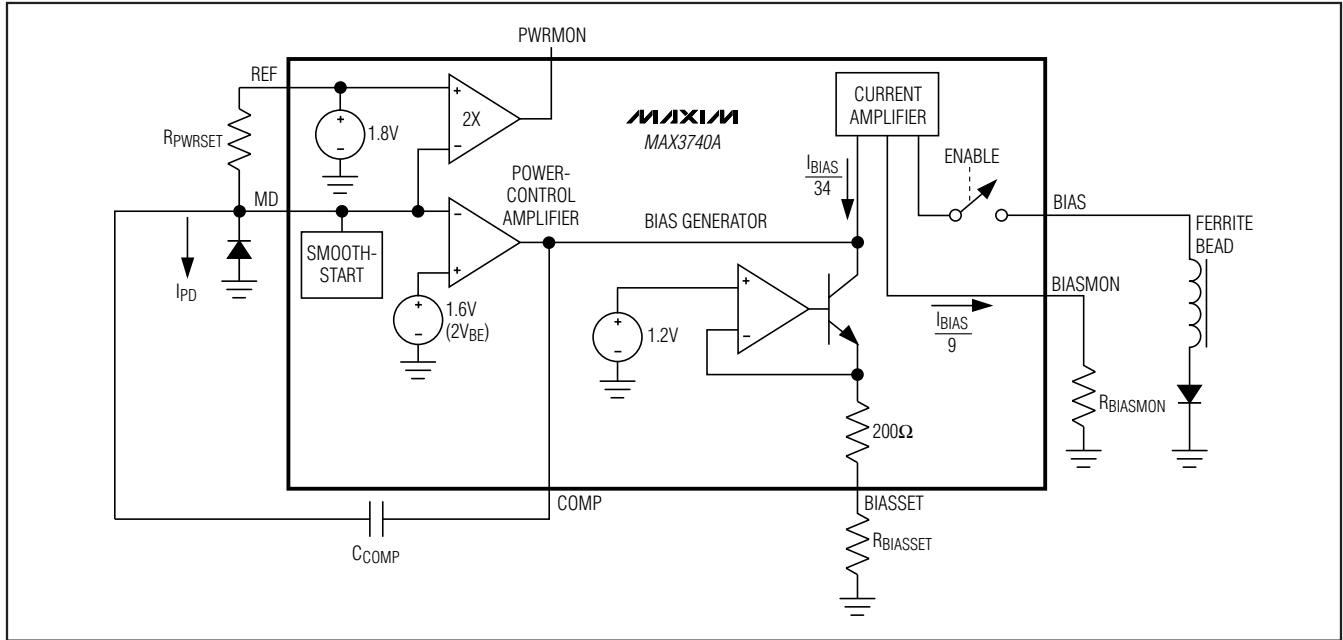 PWRMON
REF
RPWRSET
1.8V
2X
MAXIM
MAX3740A
CURRENT
AMPLIFIER
IBIAS
34
ENABLE
MD
POWER-
CONTROL
AMPLIFIER
BIAS GENERATOR
BIAS
FERRITE
BEAD
SMOOTH-
START
IPD
1.6V
(2VBE)
1.2V
BIASMON
IBIAS
9
RBIASMON
200Ω
COMP
BIASSET
CCOMP
RBIASSET
+
−
+
−
−
+
+
−
+
−
+
−